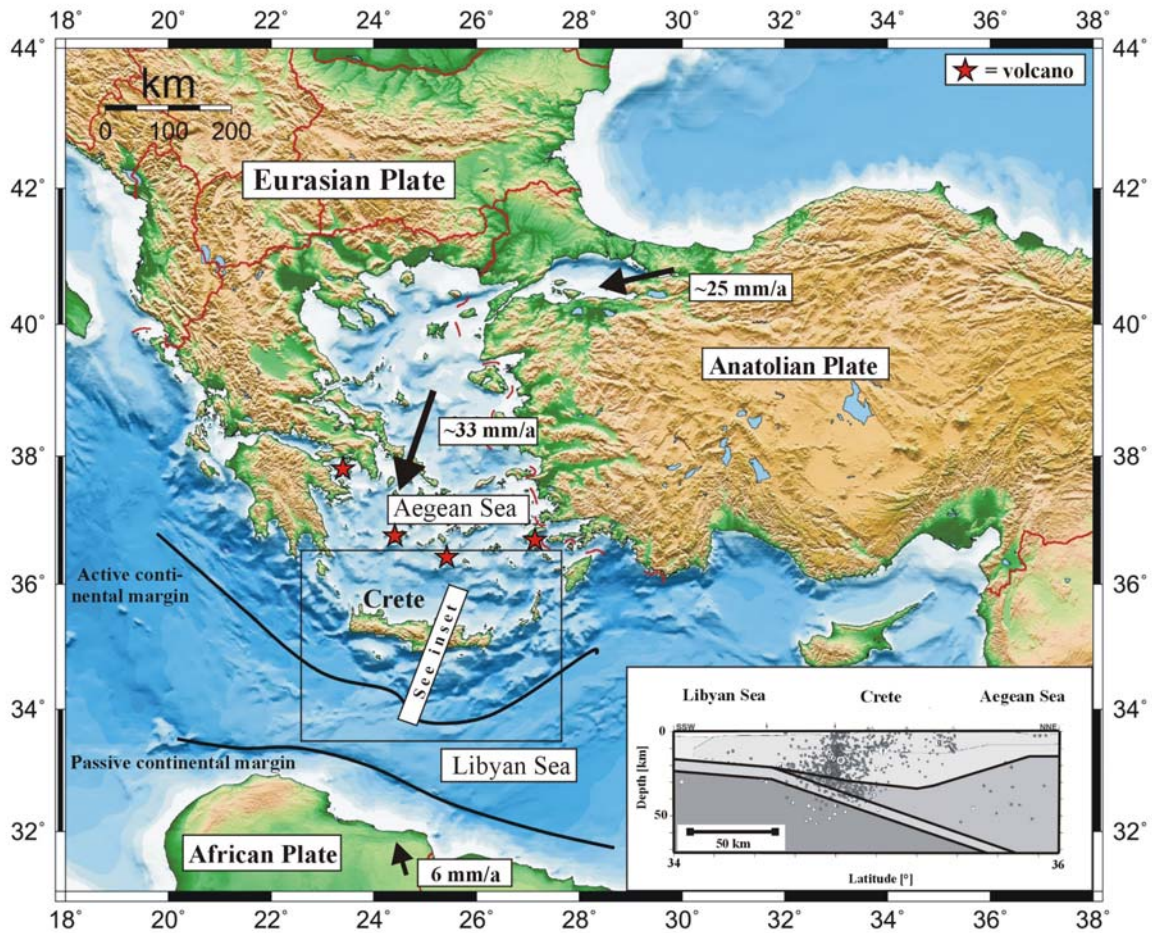 18° 20° 22° 24° 26° 28° 30° 32° 34° 36° 38°
44° 44°
km
0 100 200
= volcano
Eurasian Plate
42° 42°
~25 mm/a
40° 40°
Anatolian Plate
~33 mm/a
38° 38°
Aegean Sea
Active conti-
nental margin
36° 36°
Crete
See inset
34° 34°
Passive continental margin
Libyan Sea
32° 32°
African Plate
6 mm/a
Libyan Sea Crete Aegean Sea
SSW NNE
0
Depth [km]
50
50 km
34 36
Latitude [°]
18° 20° 22° 24° 26° 28° 30° 32° 34° 36° 38°